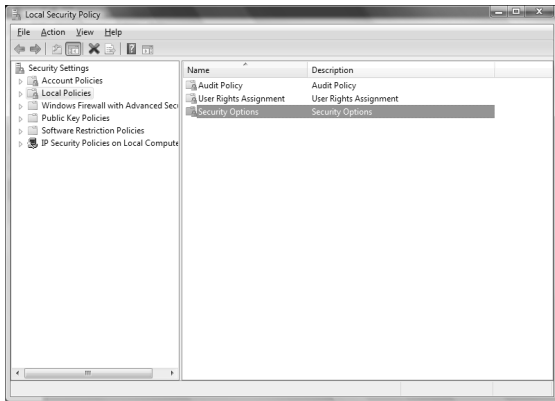 Local Security Policy
File Action View Help
Security Settings
Account Policies
Local Policies
Windows Firewall with Advanced Secu
Public Key Policies
Software Restriction Policies
IP Security Policies on Local Compute
Name Description
Audit Policy Audit Policy
User Rights Assignment User Rights Assignment
Security Options Security Options